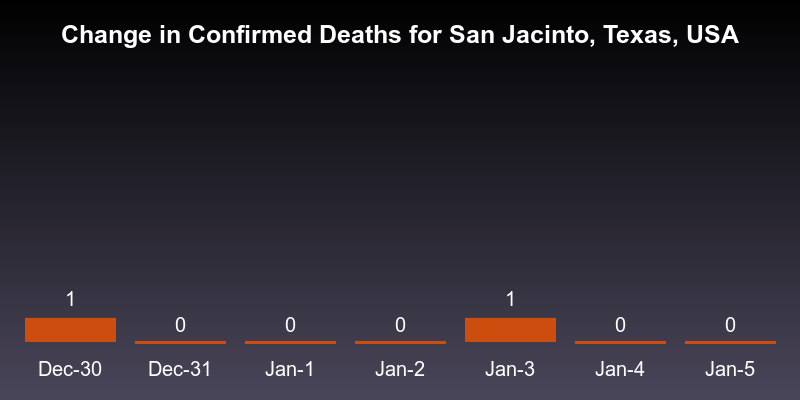 Change in Confirmed Deaths for San Jacinto, Texas, USA
1 0 0 0 1 0 0
Dec-30 Dec-31 Jan-1 Jan-2 Jan-3 Jan-4 Jan-5